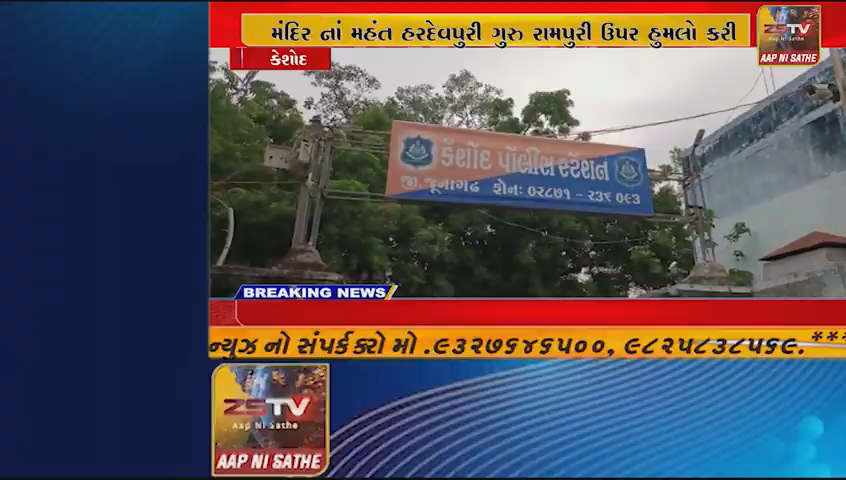 મંદિર નાં મહંત હરદેવપુરી ગુરુ રામપુરી ઉપર હુમલો કરી
ZSTV
Aap Ni Sathe
AAP NI SATHE
કેશોદ
કેશોદ પોલીસ સ્ટેશન
જી.જૂનાગઢ ફોન: ૦૨૮૭૧ - ૨૩૬ ૦૯૩
BREAKING NEWS
ન્યુઝ નો સંપર્ક કરો મો .૯૩૨૭૬૪૬૫૦૦, ૯૮૨૫૮૩૮૫૬૯. ***
ZSTV
Aap Ni Sathe
AAP NI SATHE